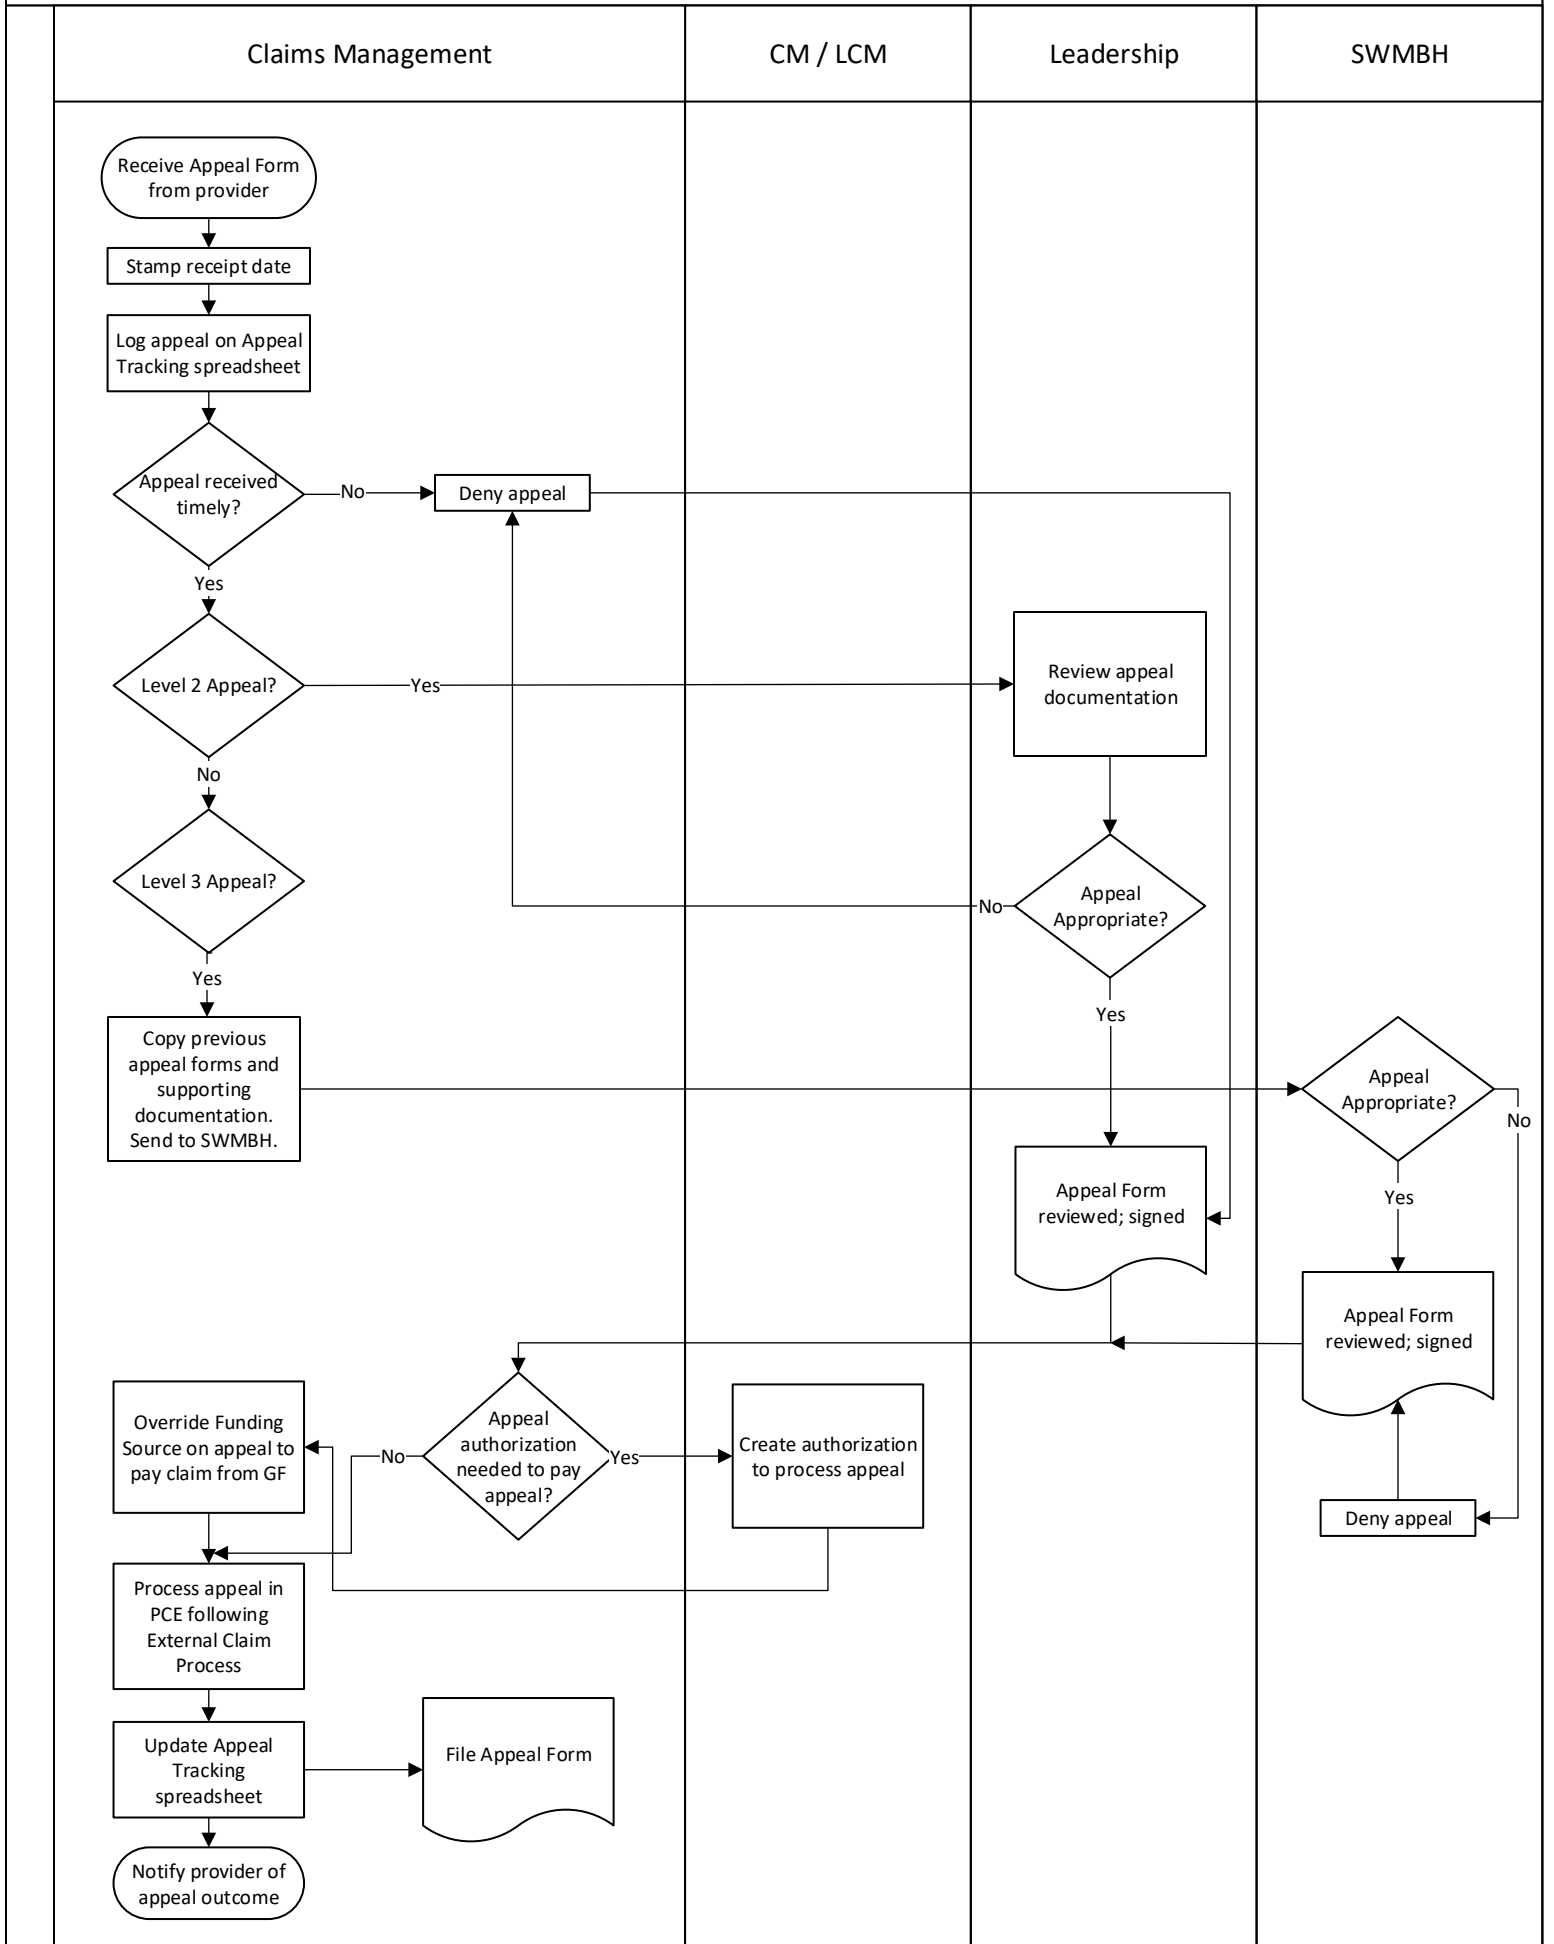 Claims Management
CM / LCM
Leadership
SWMBH
Receive Appeal Form
from provider
Stamp receipt date
Log appeal on Appeal
Tracking spreadsheet
Appeal received
timely?
No
Deny appeal
Yes
Level 2 Appeal?
Yes
Review appeal
documentation
No
Level 3 Appeal?
Appeal
Appropriate?
No
Yes
Yes
Copy previous
appeal forms and
supporting
documentation.
Send to SWMBH.
Appeal
Appropriate?
No
Yes
Appeal Form
reviewed; signed
Appeal Form
reviewed; signed
Override Funding
Source on appeal to
pay claim from GF
No
Appeal
authorization
needed to pay
appeal?
Yes
Create authorization
to process appeal
Deny appeal
Process appeal in
PCE following
External Claim
Process
Update Appeal
Tracking
spreadsheet
File Appeal Form
Notify provider of
appeal outcome